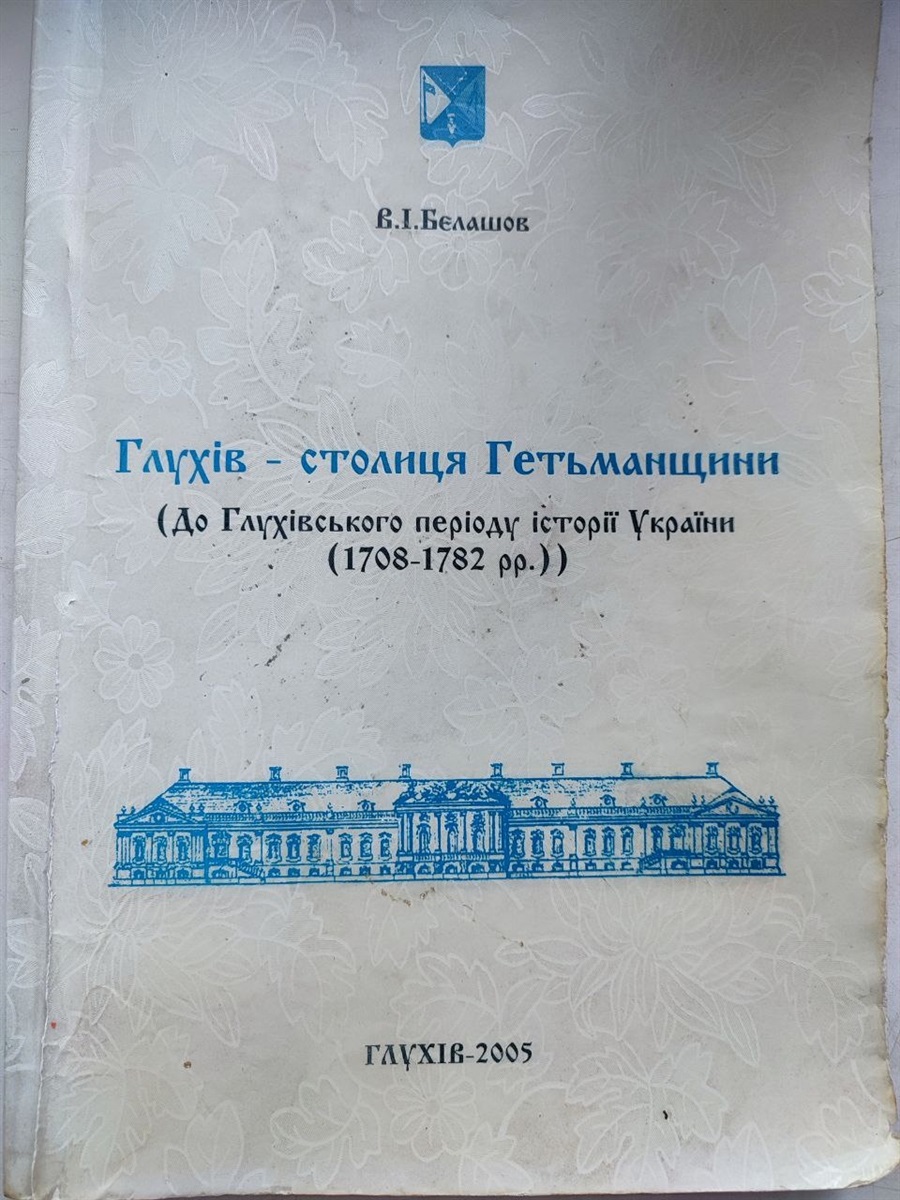 В.І.Бєлашов
Глухів - столиця Гетьманщини
(До Глухівського періоду історії України
(1708-1782 рр.))
ГЛУХІВ-2005